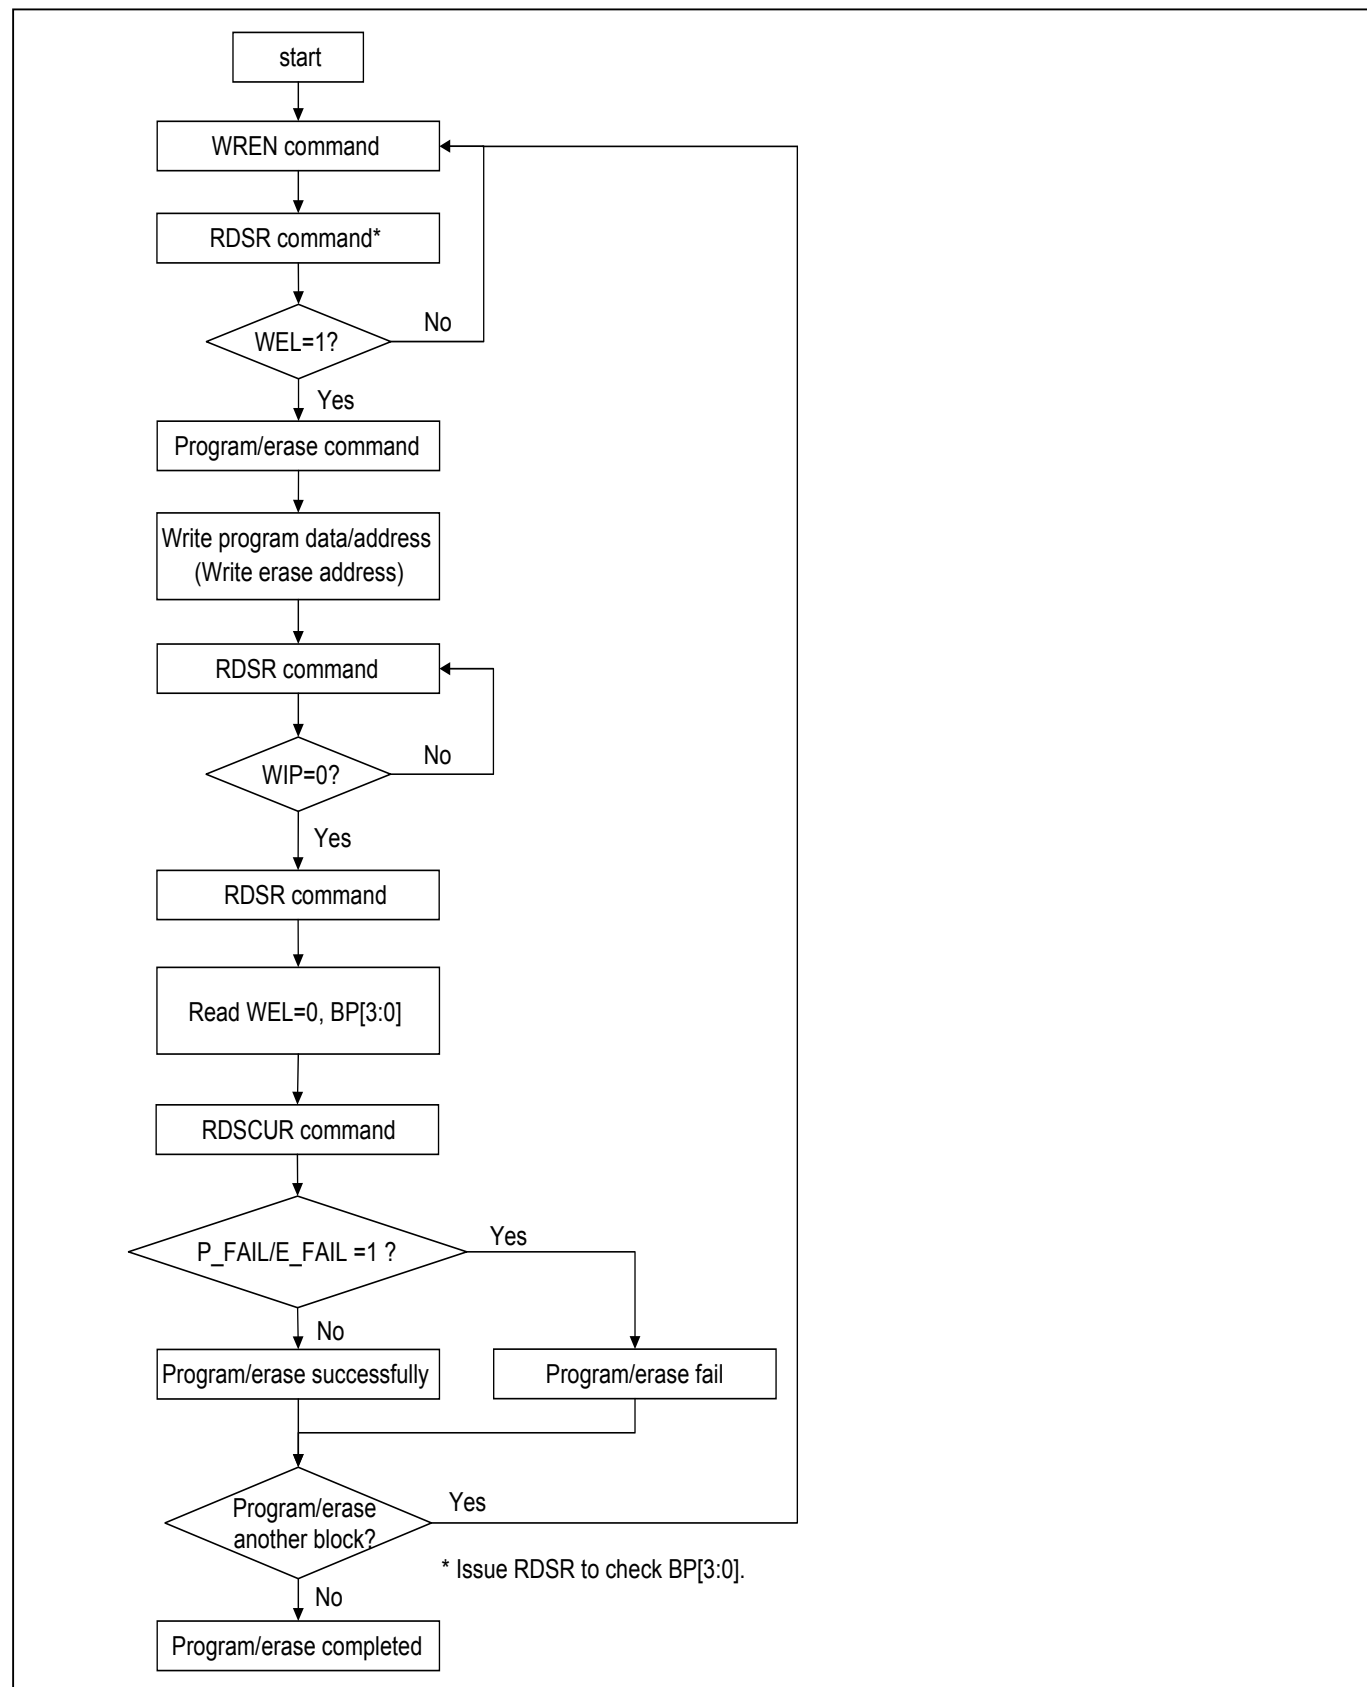 start
WREN command
RDSR command*
WEL=1?
No
Yes
Program/erase command
Write program data/address
(Write erase address)
RDSR command
WIP=0?
No
Yes
RDSR command
Read WEL=0, BP[3:0]
RDSCUR command
P_FAIL/E_FAIL =1 ?
Yes
No
Program/erase successfully
Program/erase fail
Program/erase
another block?
Yes
* Issue RDSR to check BP[3:0].
No
Program/erase completed